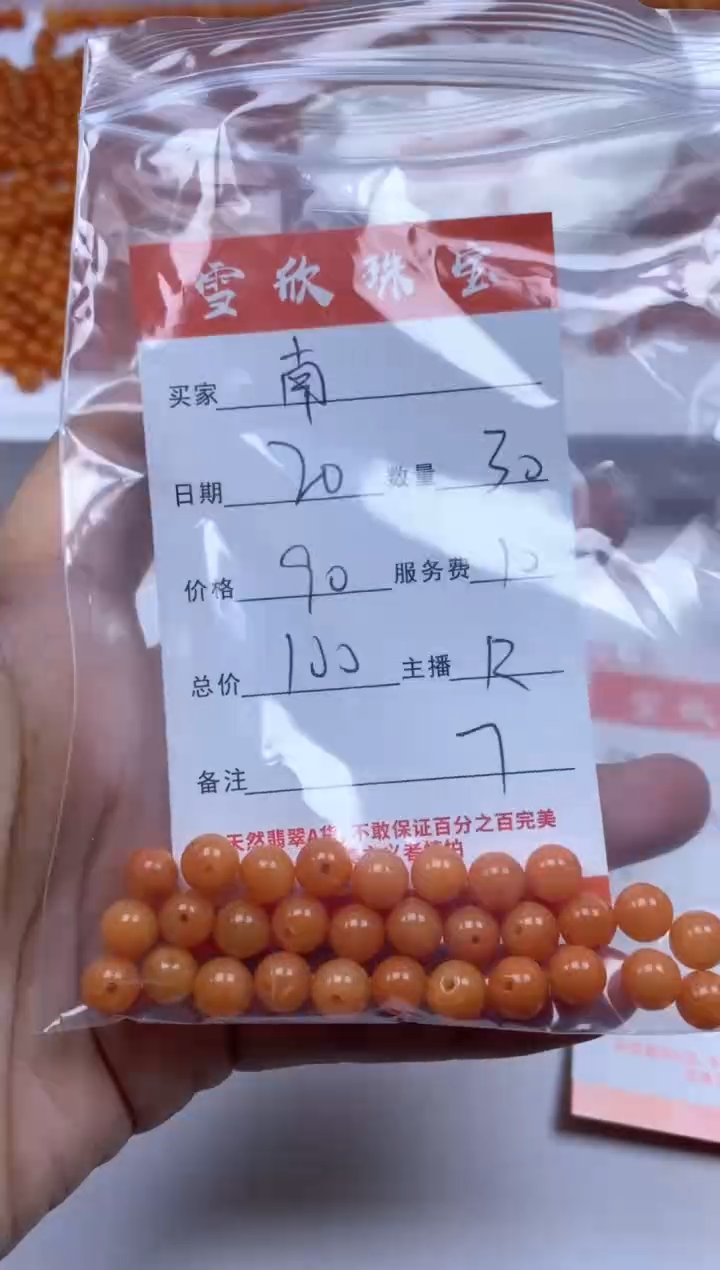 雪欣珠宝
买家 南
日期 20 数量 30
价格 90 服务费 10
总价 100 主播 R
备注 7
天然翡翠A货,不敢保证百分之百完美